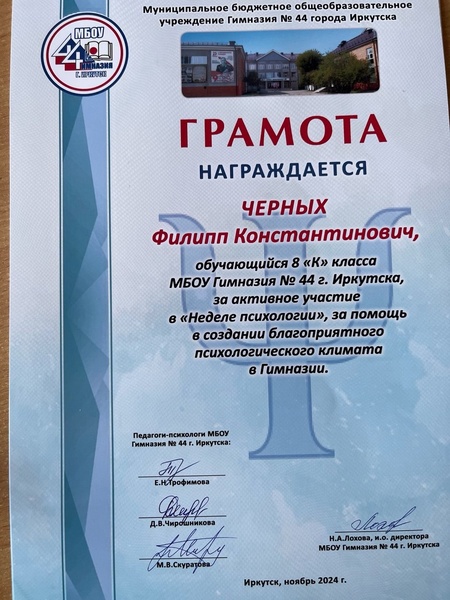 Муниципальное бюджетное общеобразовательное
учреждение Гимназия № 44 города Иркутска
МБОУ
44
ГИМНАЗИЯ
Г. ИРКУТСК
ГРАМОТА
НАГРАЖДАЕТСЯ
ЧЕРНЫХ
Филипп Константинович,
обучающийся 8 «К» класса
МБОУ Гимназия № 44 г. Иркутска,
за активное участие
в «Неделе психологии», за помощь
в создании благоприятного
психологического климата
в Гимназии.
Педагоги-психологи МБОУ
Гимназия № 44 г. Иркутска:
Е.Н.Трофимова
Д.В.Чирошникова
М.В.Скуратова
Н.А.Лохова, и.о. директора
МБОУ Гимназия № 44 г. Иркутска
Иркутск, ноябрь 2024 г.